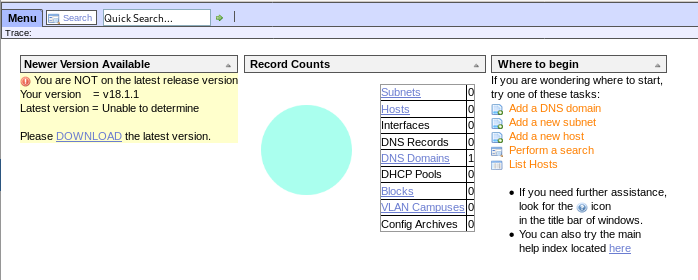 Menu Search Quick Search...
Trace:
Newer Version Available
You are NOT on the latest release version
Your version = v18.1.1
Latest version = Unable to determine
Please DOWNLOAD the latest version.
Record Counts
Subnets 0
Hosts 0
Interfaces 0
DNS Records 0
DNS Domains 1
DHCP Pools 0
Blocks 0
VLAN Campuses 0
Config Archives 0
Where to begin
If you are wondering where to start,
try one of these tasks:
Add a DNS domain
Add a new subnet
Add a new host
Perform a search
List Hosts
• If you need further assistance,
look for the icon
in the title bar of windows.
• You can also try the main
help index located here